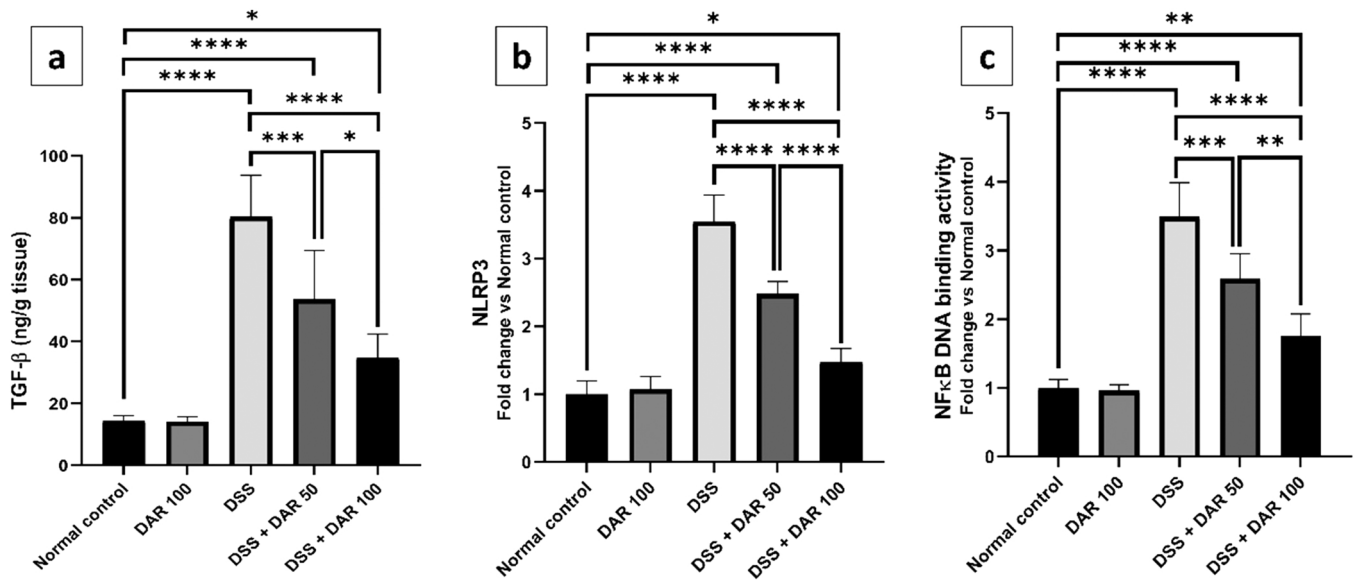 a
*
****
****
****
***
*
TGF-β (ng/g tissue)
100
80
60
40
20
0
Normal control
DAR 100
DSS
DSS + DAR 50
DSS + DAR 100
b
*
****
****
****
****
****
NLRP3
Fold change vs Normal control
5
4
3
2
1
0
Normal control
DAR 100
DSS
DSS + DAR 50
DSS + DAR 100
c
**
****
****
****
***
**
NFκB DNA binding activity
Fold change vs Normal control
5
4
3
2
1
0
Normal control
DAR 100
DSS
DSS + DAR 50
DSS + DAR 100